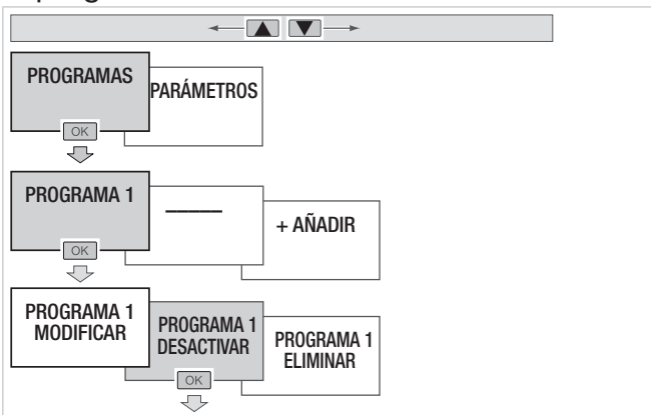 PROGRAMAS
PARÁMETROS
OK
PROGRAMA 1
+ AÑADIR
OK
PROGRAMA 1
MODIFICAR
PROGRAMA 1
DESACTIVAR
PROGRAMA 1
ELIMINAR
OK